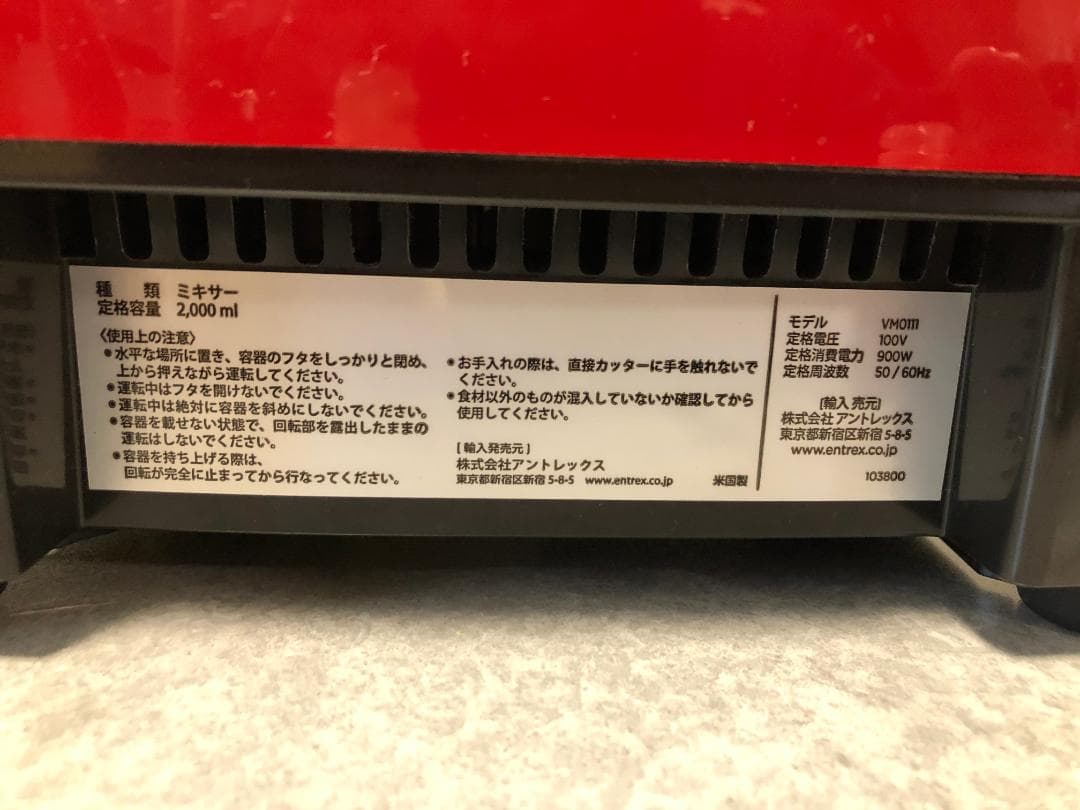 種　類　ミキサー
定格容量　2,000 ml
〈使用上の注意〉
●水平な場所に置き、容器のフタをしっかりと閉め、
上から押えながら運転してください。
●運転中はフタを開けないでください。
●運転中は絶対に容器を斜めにしないでください。
●容器を載せない状態で、回転部を露出したままの
運転はしないでください。
●容器を持ち上げる際は、
回転が完全に止まってから行なってください。
●お手入れの際は、直接カッターに手を触れないで
ください。
●食材以外のものが混入していないか確認してから
使用してください。
[ 輸入発売元 ]
株式会社アントレックス
東京都新宿区新宿 5-8-5　www.entrex.co.jp　米国製
モデル　VM0111
定格電圧　100V
定格消費電力　900W
定格周波数　50 / 60Hz
[輸入 売元]
株式会社 アントレックス
東京都新宿区新宿 5-8-5
www.entrex.co.jp
103800